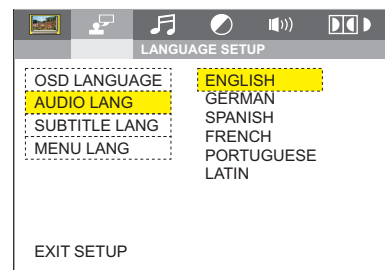 LANGUAGE SETUP
OSD LANGUAGE
AUDIO LANG
SUBTITLE LANG
MENU LANG
ENGLISH
GERMAN
SPANISH
FRENCH
PORTUGUESE
LATIN
EXIT SETUP